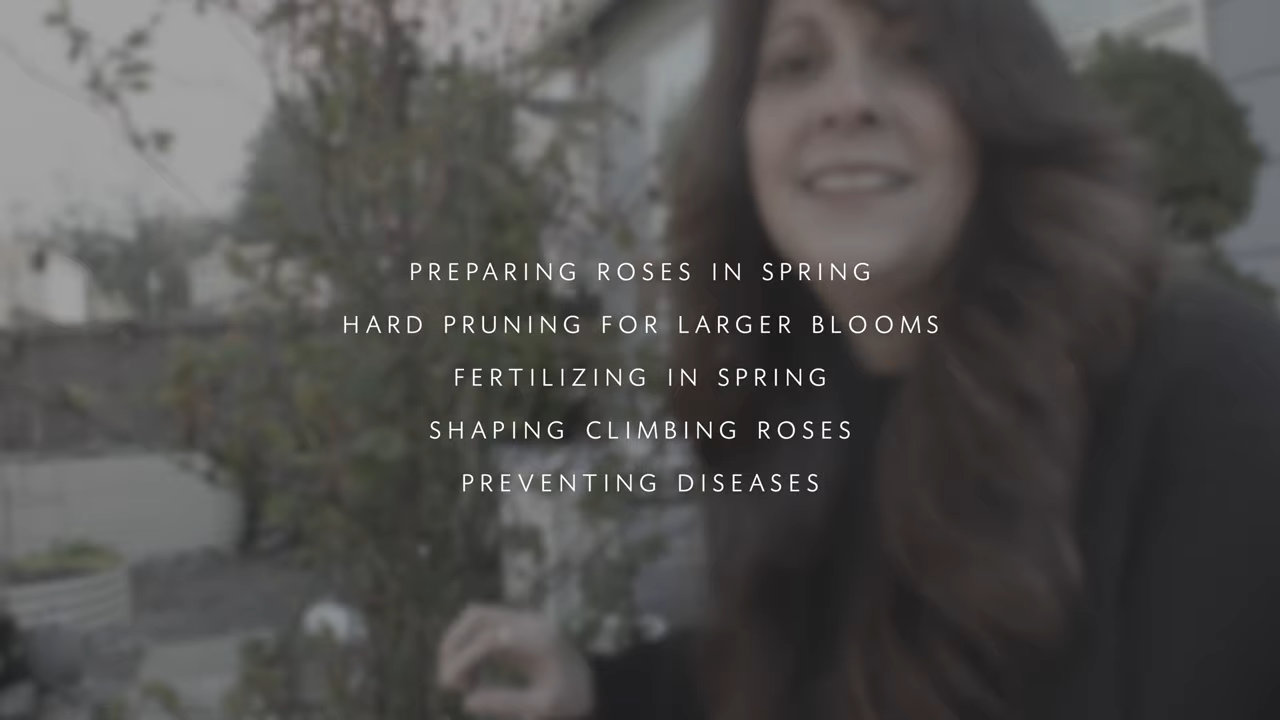 PREPARING ROSES IN SPRING
HARD PRUNING FOR LARGER BLOOMS
FERTILIZING IN SPRING
SHAPING CLIMBING ROSES
PREVENTING DISEASES